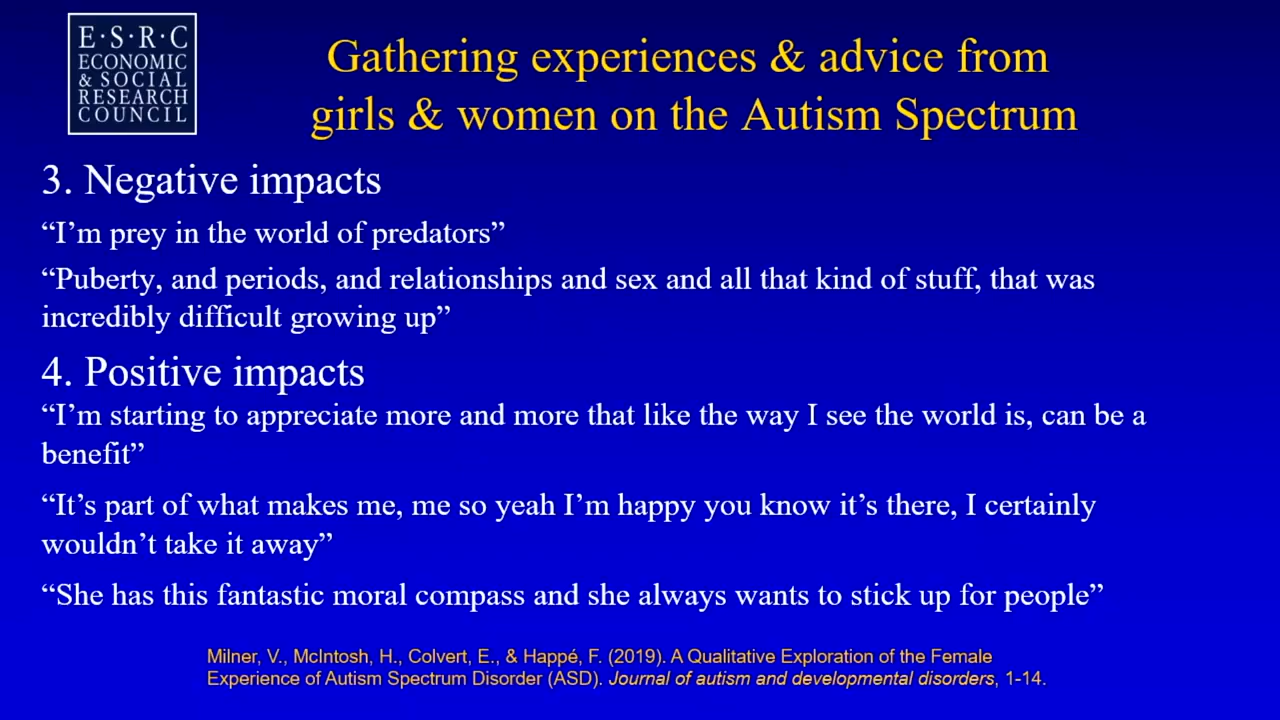 E·S·R·C
ECONOMIC
& SOCIAL
RESEARCH
COUNCIL
Gathering experiences & advice from
girls & women on the Autism Spectrum
3. Negative impacts
“I’m prey in the world of predators”
“Puberty, and periods, and relationships and sex and all that kind of stuff, that was
incredibly difficult growing up”
4. Positive impacts
“I’m starting to appreciate more and more that like the way I see the world is, can be a
benefit”
“It’s part of what makes me, me so yeah I’m happy you know it’s there, I certainly
wouldn’t take it away”
“She has this fantastic moral compass and she always wants to stick up for people”
Milner, V., McIntosh, H., Colvert, E., & Happé, F. (2019). A Qualitative Exploration of the Female
Experience of Autism Spectrum Disorder (ASD). Journal of autism and developmental disorders, 1-14.